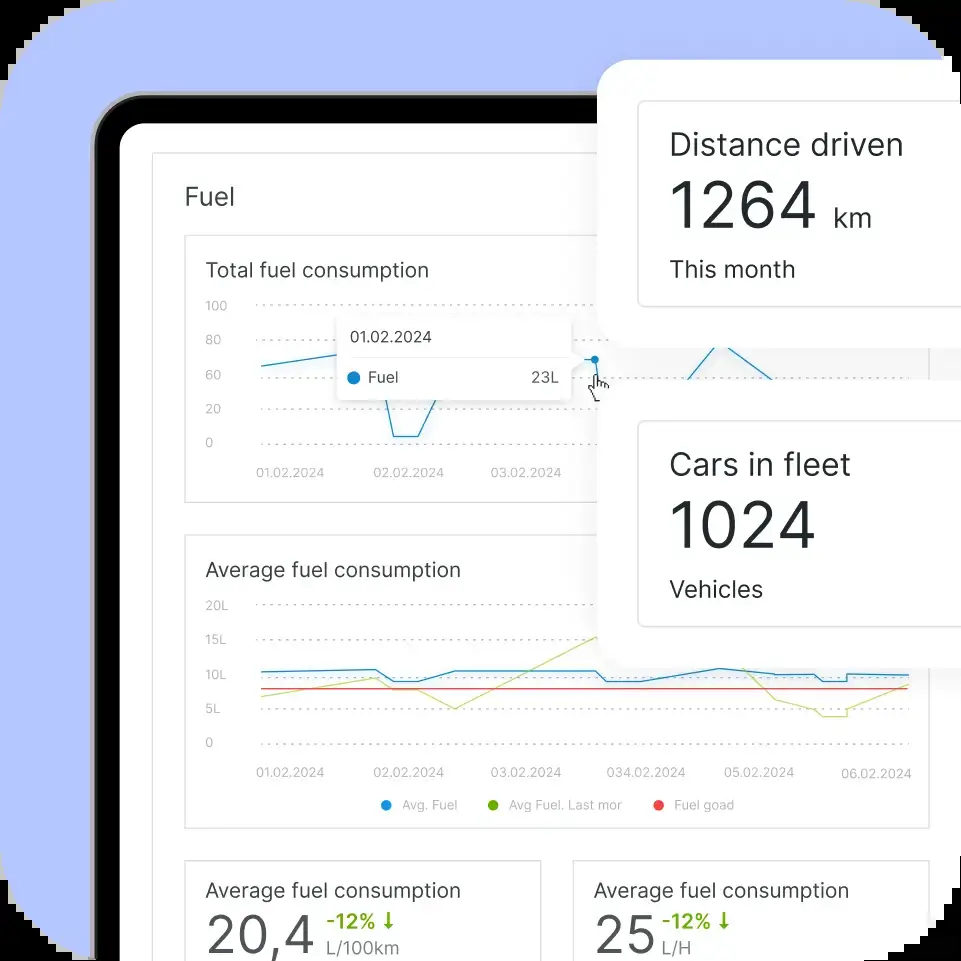 Distance driven
1264 km
This month
Fuel
Total fuel consumption
100
80
60
20
0
01.02.2024
Fuel 23L
01.02.2024 02.02.2024 03.02.2024
Cars in fleet
1024
Vehicles
Average fuel consumption
20L
15L
10L
5L
0
01.02.2024 02.02.2024 03.02.2024 034.02.2024 05.02.2024 06.02.2024
Avg. Fuel Avg Fuel. Last mor Fuel goad
Average fuel consumption
20,4 -12% ↓
L/100km
Average fuel consumption
25 -12% ↓
L/H